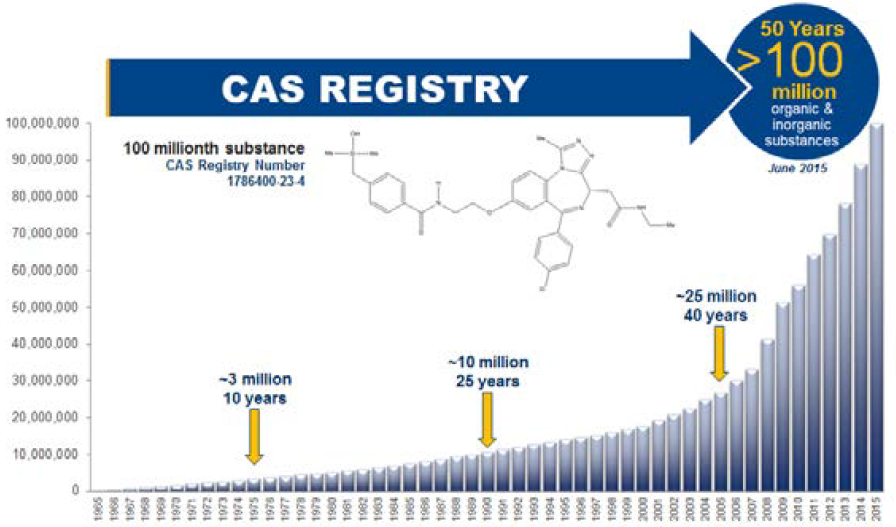 50 Years
>100
million
organic &
inorganic
substances
June 2015
CAS REGISTRY
100 millionth substance
CAS Registry Number
1786400-23-4
OH
Me
Me
Me
N
N
N
N
O
N
O
O
NH
Me
100,000,000
90,000,000
80,000,000
70,000,000
60,000,000
50,000,000
40,000,000
30,000,000
20,000,000
10,000,000
0
~3 million
10 years
~10 million
25 years
~25 million
40 years
1965
1966
1967
1968
1969
1970
1971
1972
1973
1974
1975
1976
1977
1978
1979
1980
1981
1982
1983
1984
1985
1986
1987
1988
1989
1990
1991
1992
1993
1994
1995
1996
1997
1998
1999
2000
2001
2002
2003
2004
2005
2006
2007
2008
2009
2010
2011
2012
2013
2014
2015